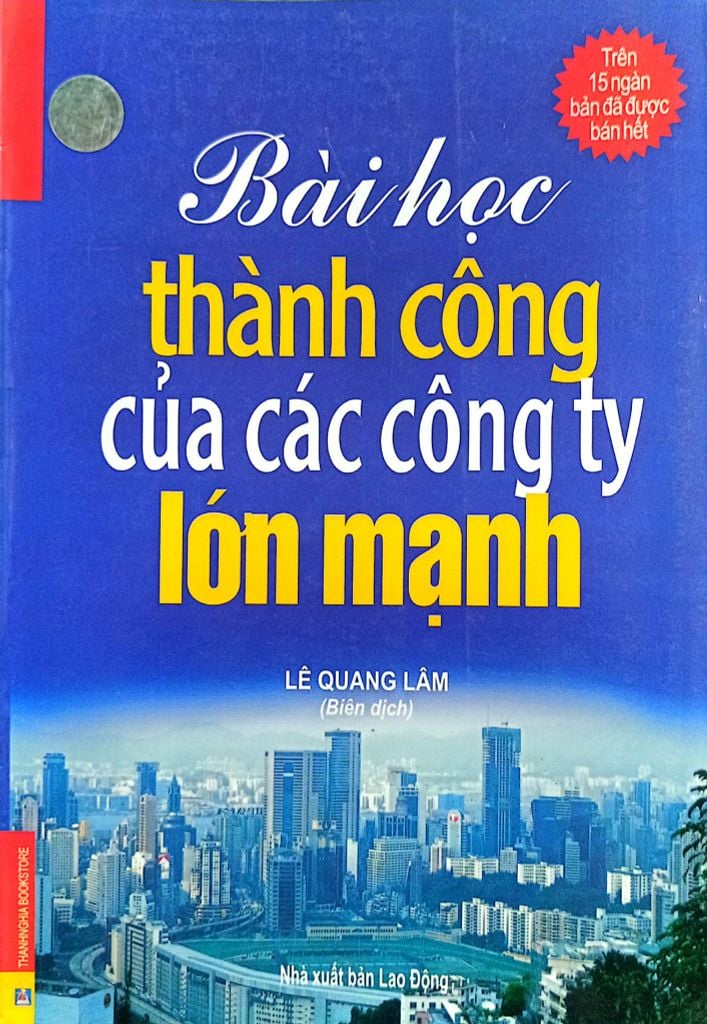 Trên
15 ngàn
bản đã được
bán hết
Bài học
thành công
của các công ty
lớn mạnh
LÊ QUANG LÂM
(Biên dịch)
THANHNGHIA BOOKSTORE
Nhà xuất bản Lao Động